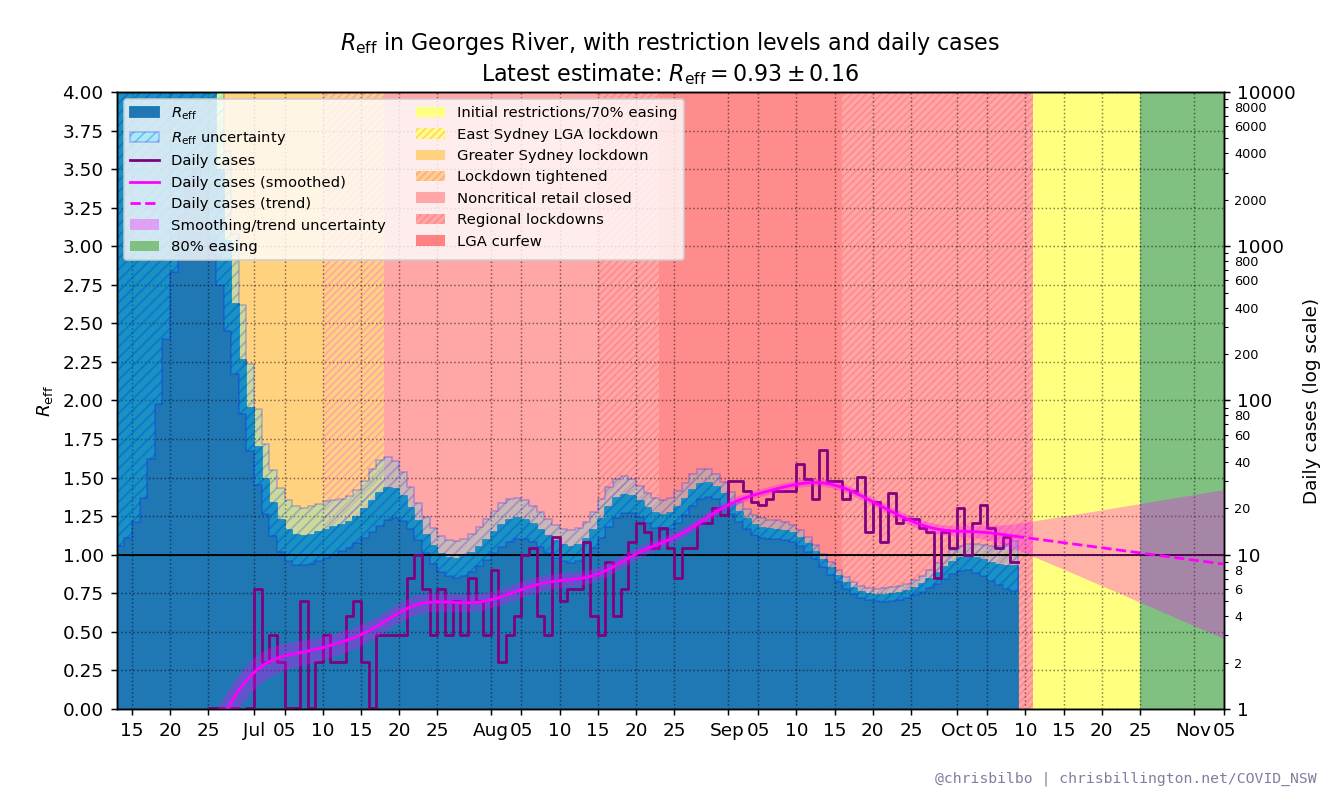 R_eff in Georges River, with restriction levels and daily cases
Latest estimate: R_eff = 0.93 ± 0.16
R_eff
R_eff uncertainty
Daily cases
Daily cases (smoothed)
Daily cases (trend)
Smoothing/trend uncertainty
80% easing
Initial restrictions/70% easing
East Sydney LGA lockdown
Greater Sydney lockdown
Lockdown tightened
Noncritical retail closed
Regional lockdowns
LGA curfew
R_eff
4.00
3.75
3.50
3.25
3.00
2.75
2.50
2.25
2.00
1.75
1.50
1.25
1.00
0.75
0.50
0.25
0.00
10000
8000
6000
4000
2000
1000
800
600
400
200
100
80
60
40
20
10
8
6
4
2
1
Daily cases (log scale)
15 20 25 Jul 05 10 15 20 25 Aug 05 10 15 20 25 Sep 05 10 15 20 25 Oct 05 10 15 20 25 Nov 05
@chrisbilbo | chrisbillington.net/COVID_NSW